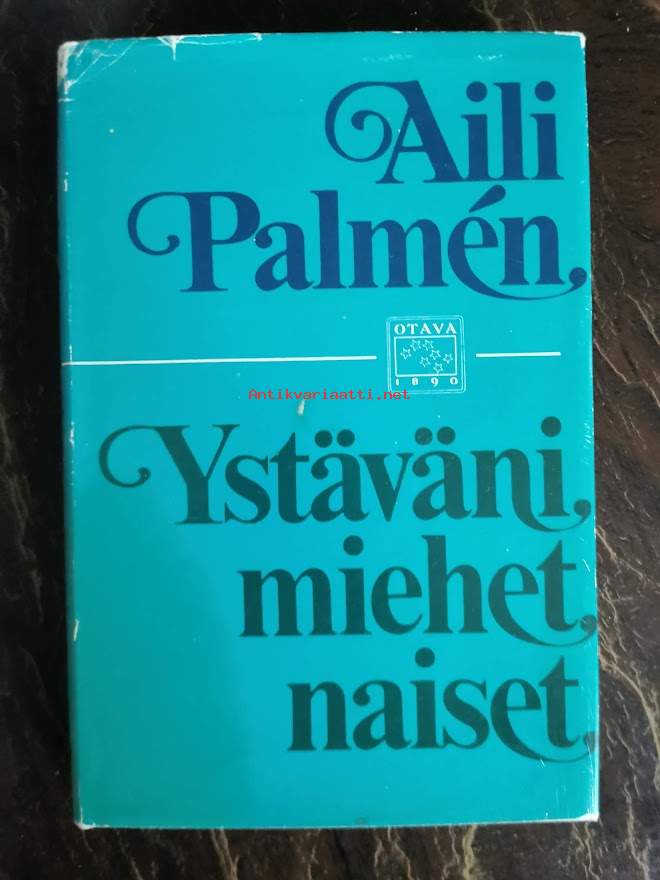 Aili
Palmén
OTAVA
1890
Antikvariaatti.net
Ystäväni,
miehet,
naiset.